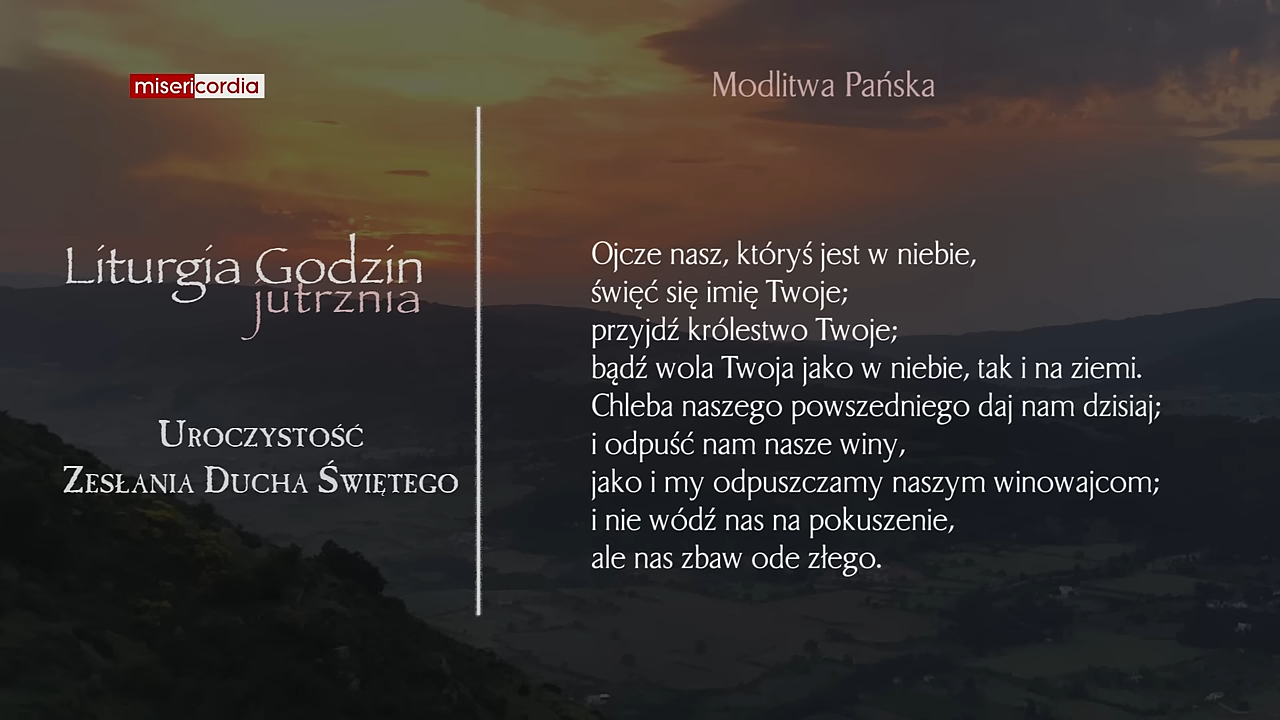 misericordia
Liturgia Godzin
jutrznia
Uroczystość
Zesłania Ducha Świętego
Modlitwa Pańska
Ojcze nasz, któryś jest w niebie,
święć się imię Twoje;
przyjdź królestwo Twoje;
bądź wola Twoja jako w niebie, tak i na ziemi.
Chleba naszego powszedniego daj nam dzisiaj;
i odpuść nam nasze winy,
jako i my odpuszczamy naszym winowajcom;
i nie wódź nas na pokuszenie,
ale nas zbaw ode złego.